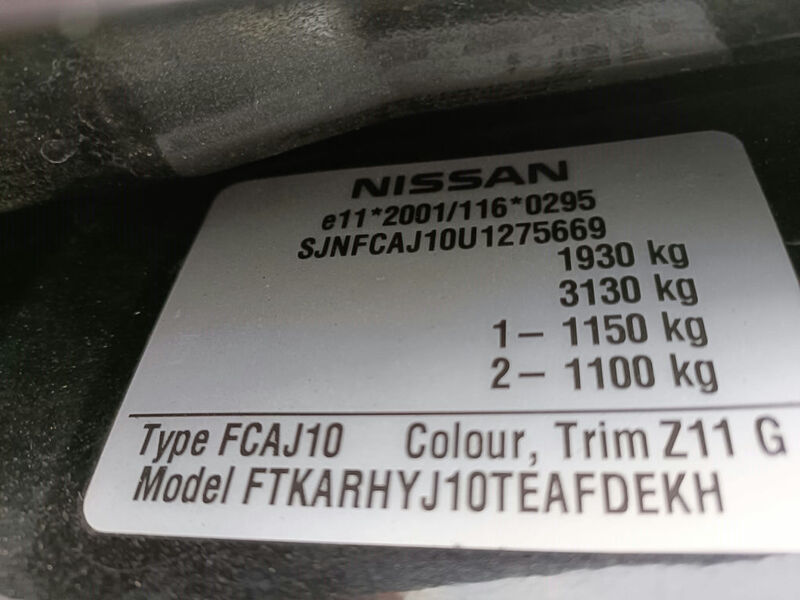 NISSAN
e11*2001/116*0295
SJNFCAJ10U1275669
1930 kg
3130 kg
1– 1150 kg
2– 1100 kg
Type FCAJ10 Colour, Trim Z11 G
Model FTKARHYJ10TEAFDEKH